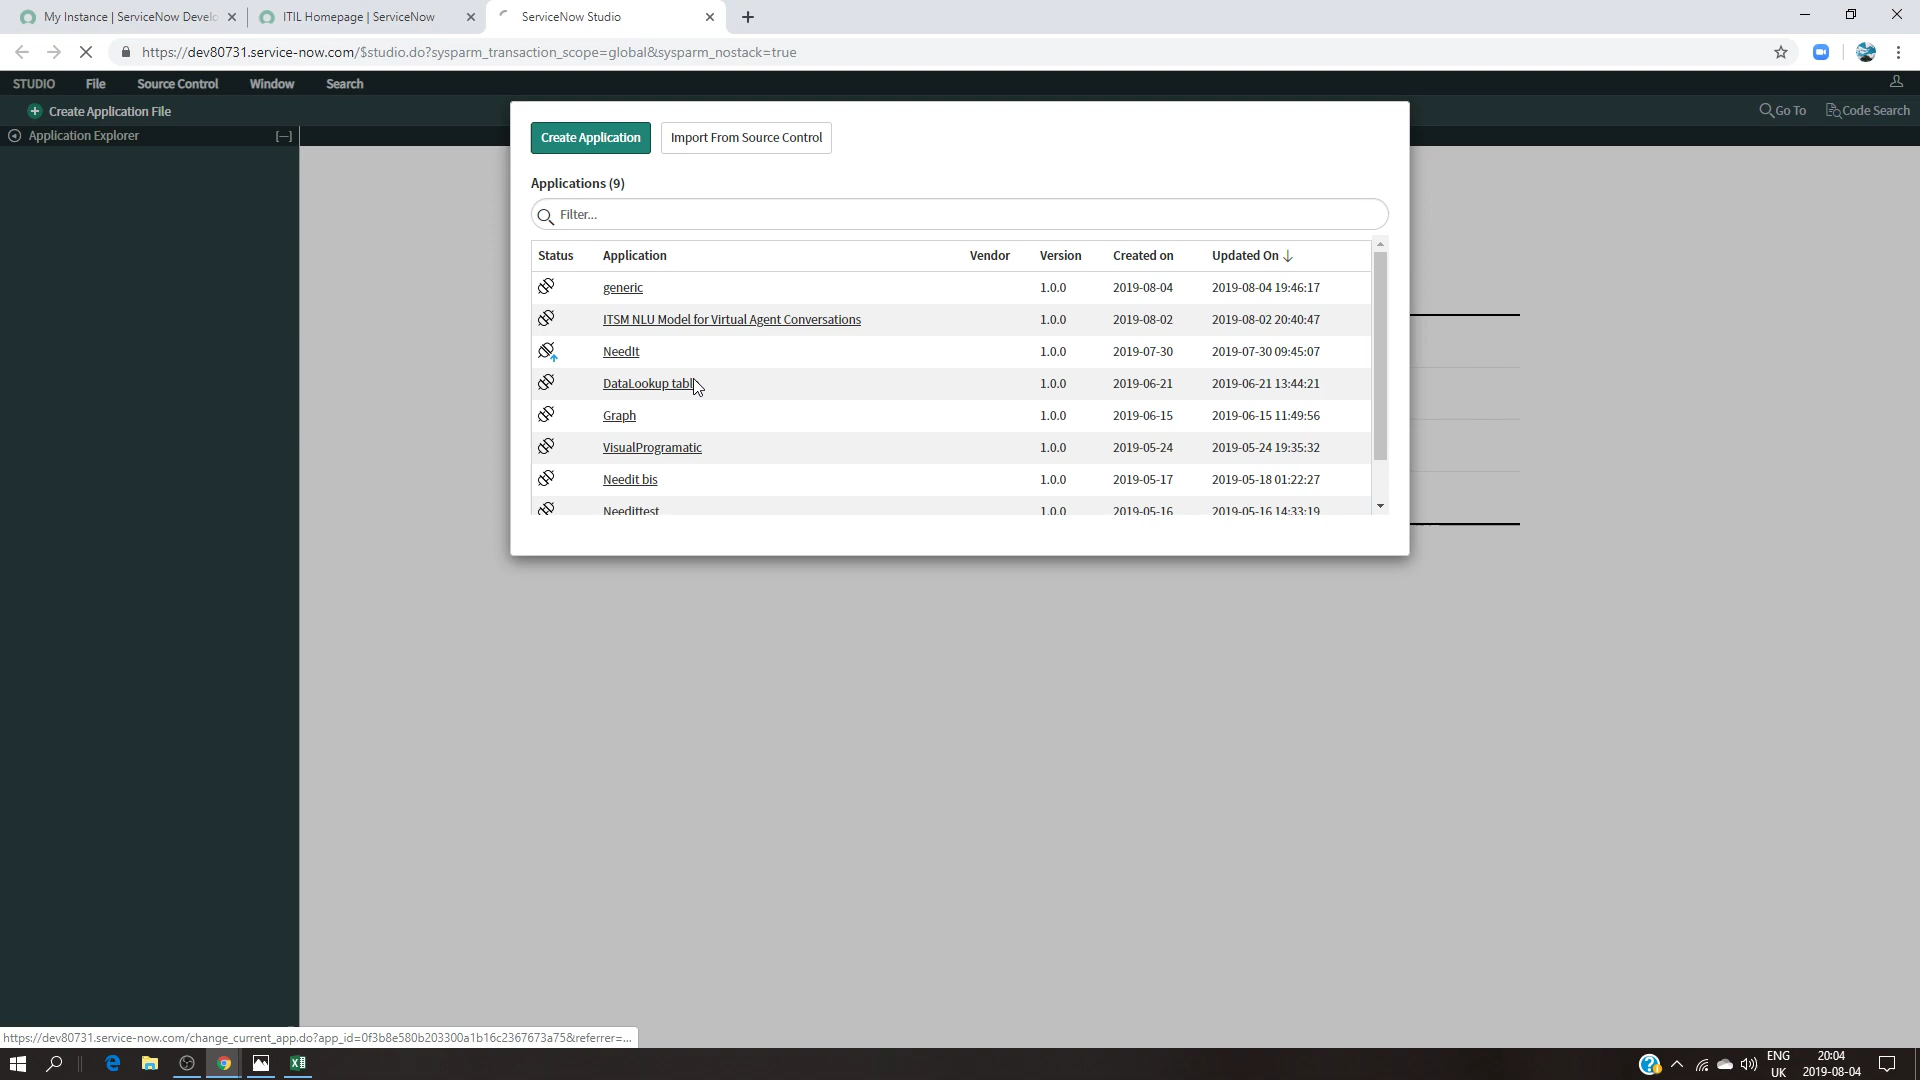 My Instance | ServiceNow Develo
ITIL Homepage | ServiceNow
ServiceNow Studio
https://dev80731.service-now.com/$studio.do?sysparm_transaction_scope=global&sysparm_nostack=true
STUDIO File Source Control Window Search
Create Application File
Go To Code Search
Application Explorer [—]
Create Application Import From Source Control
Applications (9)
Filter...
Status Application Vendor Version Created on Updated On
generic 1.0.0 2019-08-04 2019-08-04 19:46:17
ITSM NLU Model for Virtual Agent Conversations 1.0.0 2019-08-02 2019-08-02 20:40:47
NeedIt 1.0.0 2019-07-30 2019-07-30 09:45:07
DataLookup tabl 1.0.0 2019-06-21 2019-06-21 13:44:21
Graph 1.0.0 2019-06-15 2019-06-15 11:49:56
VisualProgramatic 1.0.0 2019-05-24 2019-05-24 19:35:32
Needit bis 1.0.0 2019-05-17 2019-05-18 01:22:27
Needittest 1.0.0 2019-05-16 2019-05-16 14:33:19
https://dev80731.service-now.com/change_current_app.do?app_id=0f3b8e580b203300a1b16c2367673a75&referrer=...
ENG 20:04
UK 2019-08-04